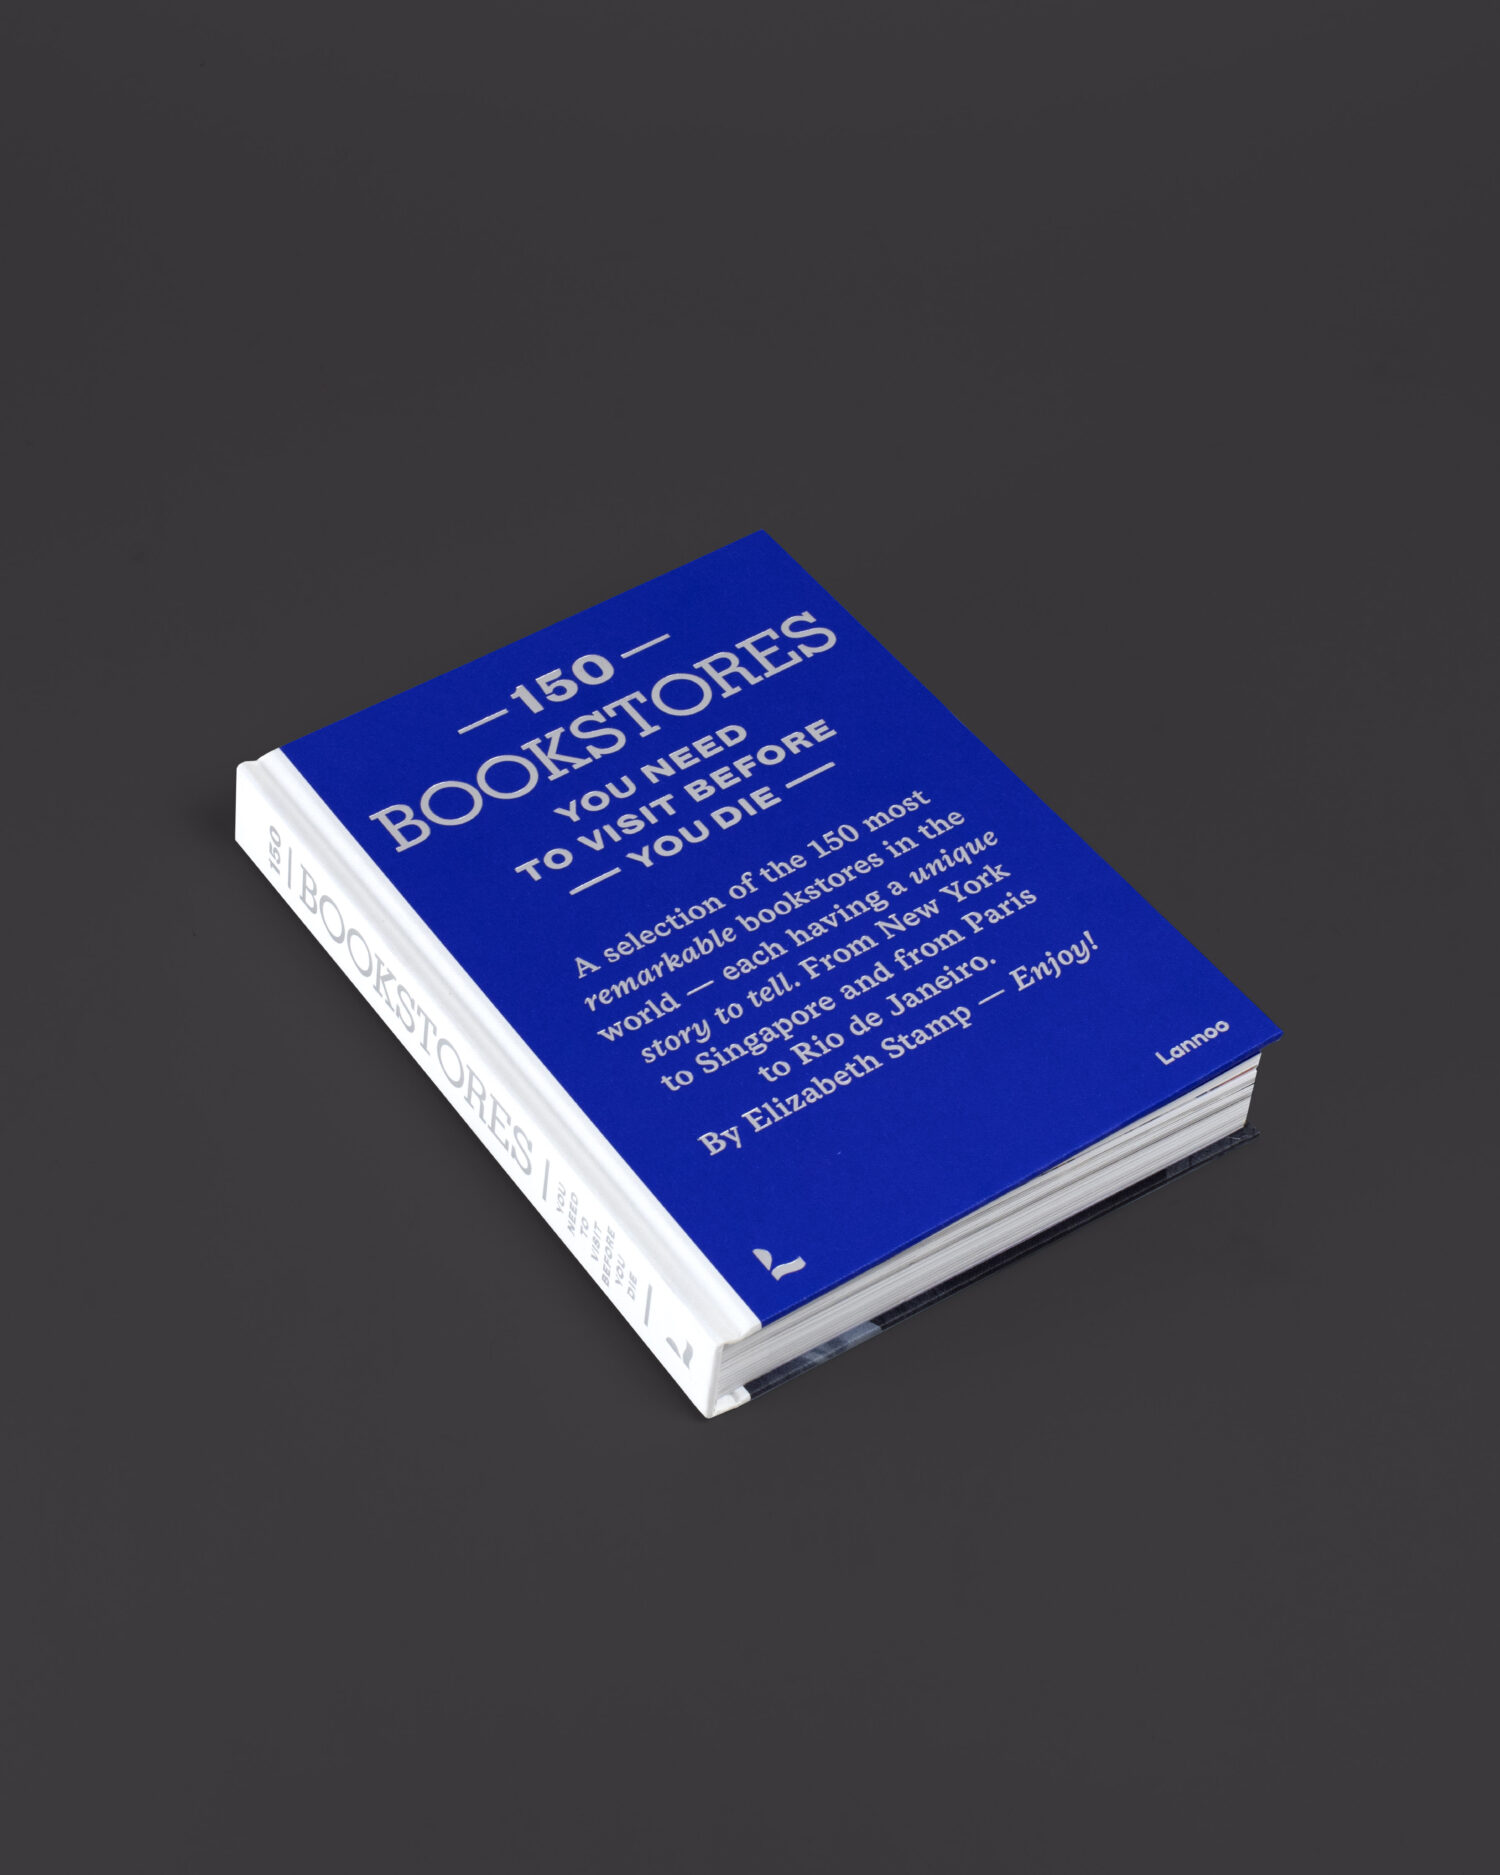 —150—
BOOKSTORES
YOU NEED
TO VISIT BEFORE
— YOU DIE —
A selection of the 150 most
remarkable bookstores in the
world — each having a unique
story to tell. From New York
to Singapore and from Paris
to Rio de Janeiro.
By Elizabeth Stamp — Enjoy!
Lannoo
150
BOOKSTORES
YOU
NEED
TO
VISIT
BEFORE
YOU
DIE